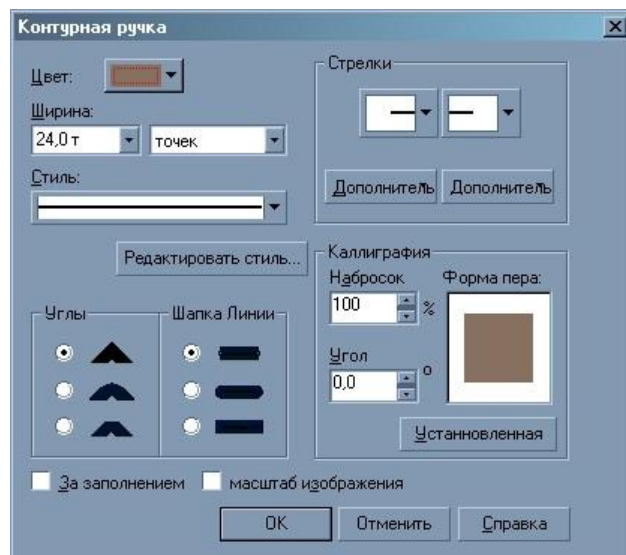 Контурная ручка
Цвет:
Ширина:
24,0 т
точек
Стиль:
Редактировать стиль...
Стрелки
Дополнитель
Дополнитель
Углы
Шапка Линии
Каллиграфия
Набросок
100
%
Угол
0,0
о
Форма пера:
Устанновленная
За заполнением
масштаб изображения
OK
Отменить
Справка